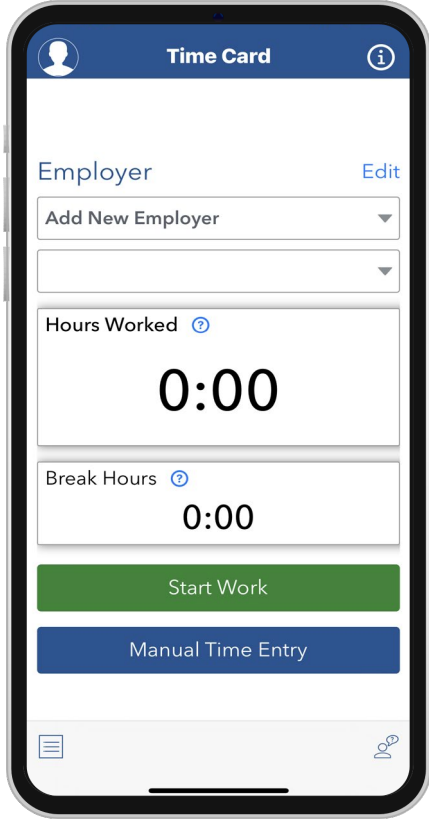 Time Card
Employer Edit
Add New Employer
Hours Worked
0:00
Break Hours
0:00
Start Work
Manual Time Entry